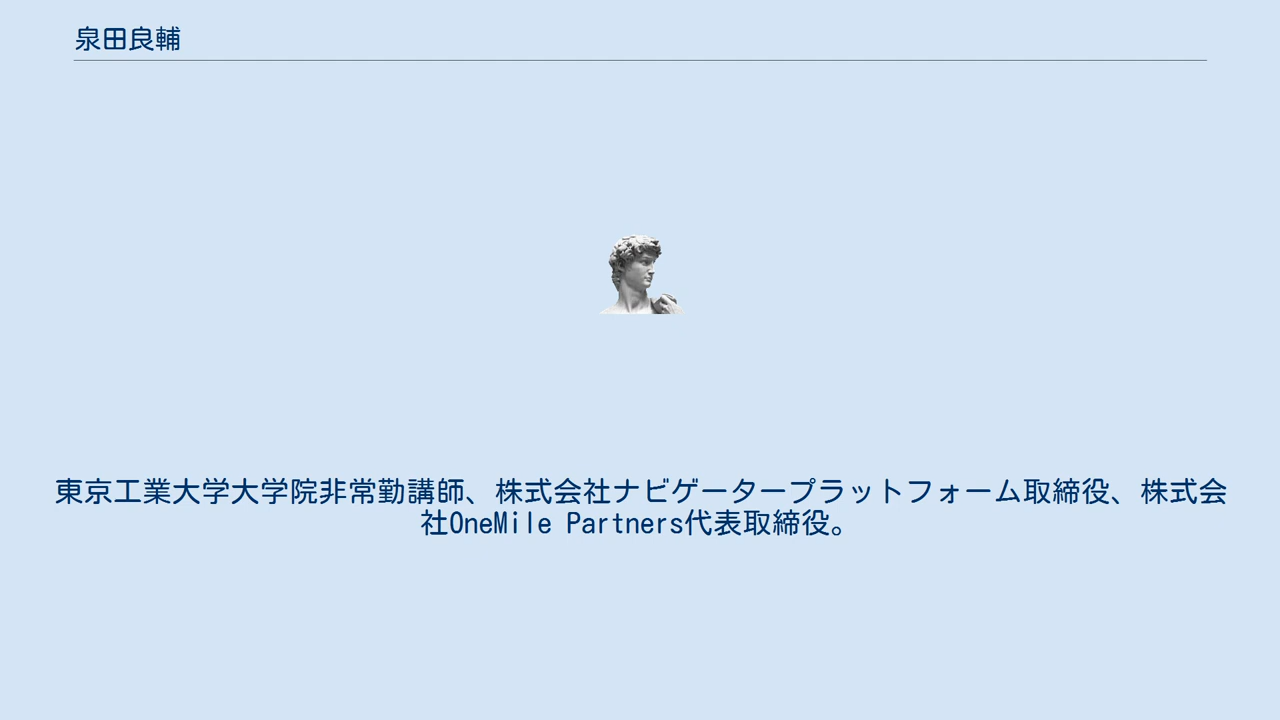 泉田良輔
東京工業大学大学院非常勤講師、株式会社ナビゲータープラットフォーム取締役、株式会
社OneMile Partners代表取締役。